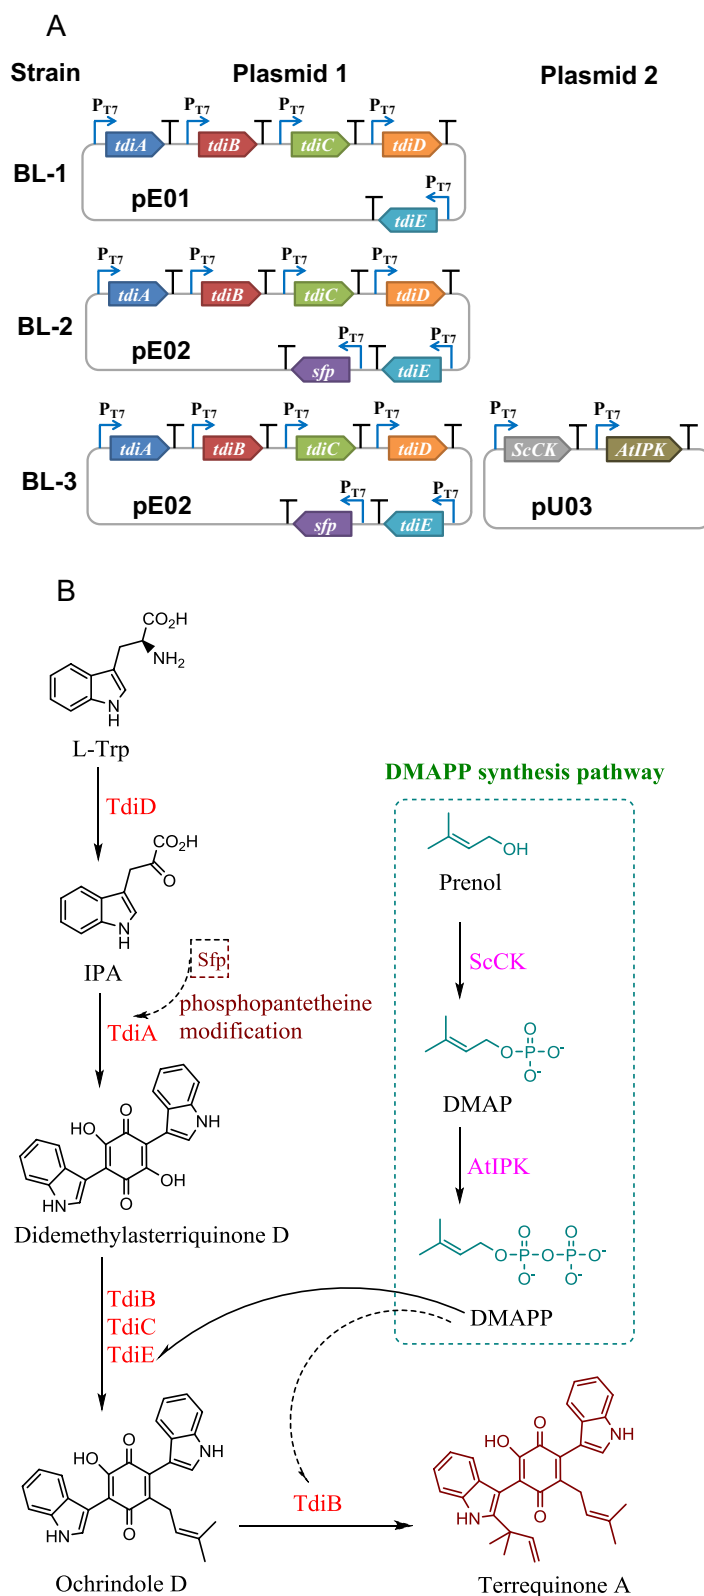 A
Strain Plasmid 1 Plasmid 2
PT7 PT7 PT7 PT7
tdiA tdiB tdiC tdiD
BL-1
pE01
PT7
tdiE
PT7 PT7 PT7 PT7
tdiA tdiB tdiC tdiD
BL-2
pE02
PT7 PT7
sfp tdiE
PT7 PT7 PT7 PT7 PT7 PT7
tdiA tdiB tdiC tdiD ScCK AtIPK
BL-3
pE02 pU03
PT7 PT7
sfp tdiE
B
CO2H
NH2
N
H
L-Trp
DMAPP synthesis pathway
TdiD
CO2H
O
N
H
IPA
OH
Prenol
Sfp
ScCK
phosphopantetheine
modification
TdiA
O
O P O-
O-
DMAP
O NH
HO
OH
HN O
AtIPK
Didemethylasterriquinone D
O O
O P O P O-
O- O-
TdiB
TdiC
TdiE
DMAPP
O NH
HO
HN O
Ochrindole D
TdiB
O NH
HO
HN O
Terrequinone A